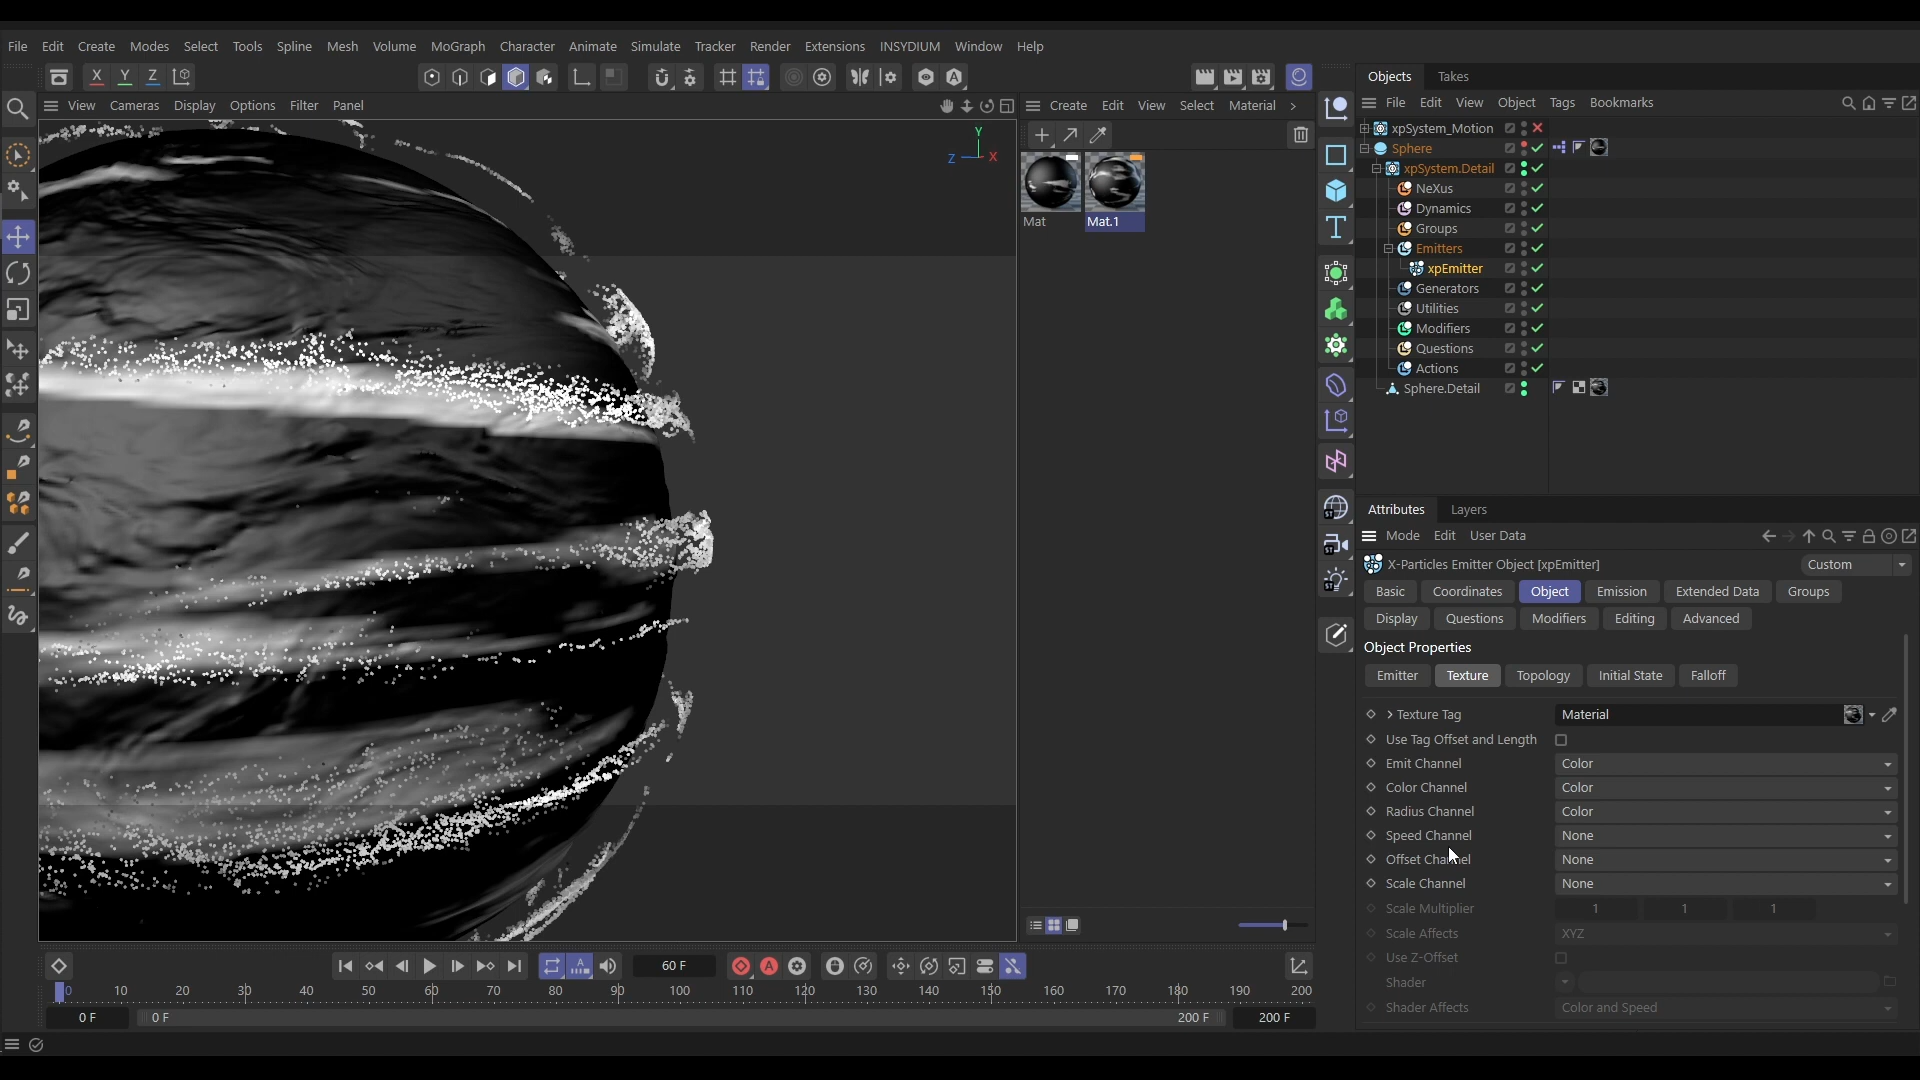 File Edit Create Modes Select Tools Spline Mesh Volume MoGraph Character Animate Simulate Tracker Render Extensions INSYDIUM Window Help
X Y Z
View Cameras Display Options Filter Panel
Create Edit View Select Material
Y
Z X
Mat Mat.1
Objects Takes
File Edit View Object Tags Bookmarks
xpSystem_Motion
Sphere
xpSystem.Detail
NeXus
Dynamics
Groups
Emitters
xpEmitter
Generators
Utilities
Modifiers
Questions
Actions
Sphere.Detail
ST
ST
ST
Attributes Layers
Mode Edit User Data
X-Particles Emitter Object [xpEmitter] Custom
Basic Coordinates Object Emission Extended Data Groups
Display Questions Modifiers Editing Advanced
Object Properties
Emitter Texture Topology Initial State Falloff
Texture Tag Material
Use Tag Offset and Length
Emit Channel Color
Color Channel Color
Radius Channel Color
Speed Channel None
Offset Channel None
Scale Channel None
Scale Multiplier 1 1 1
Scale Affects XYZ
Use Z-Offset
Shader
Shader Affects Color and Speed
60 F
0 10 20 30 40 50 60 70 80 90 100 110 120 130 140 150 160 170 180 190 200
0 F 0 F 200 F 200 F